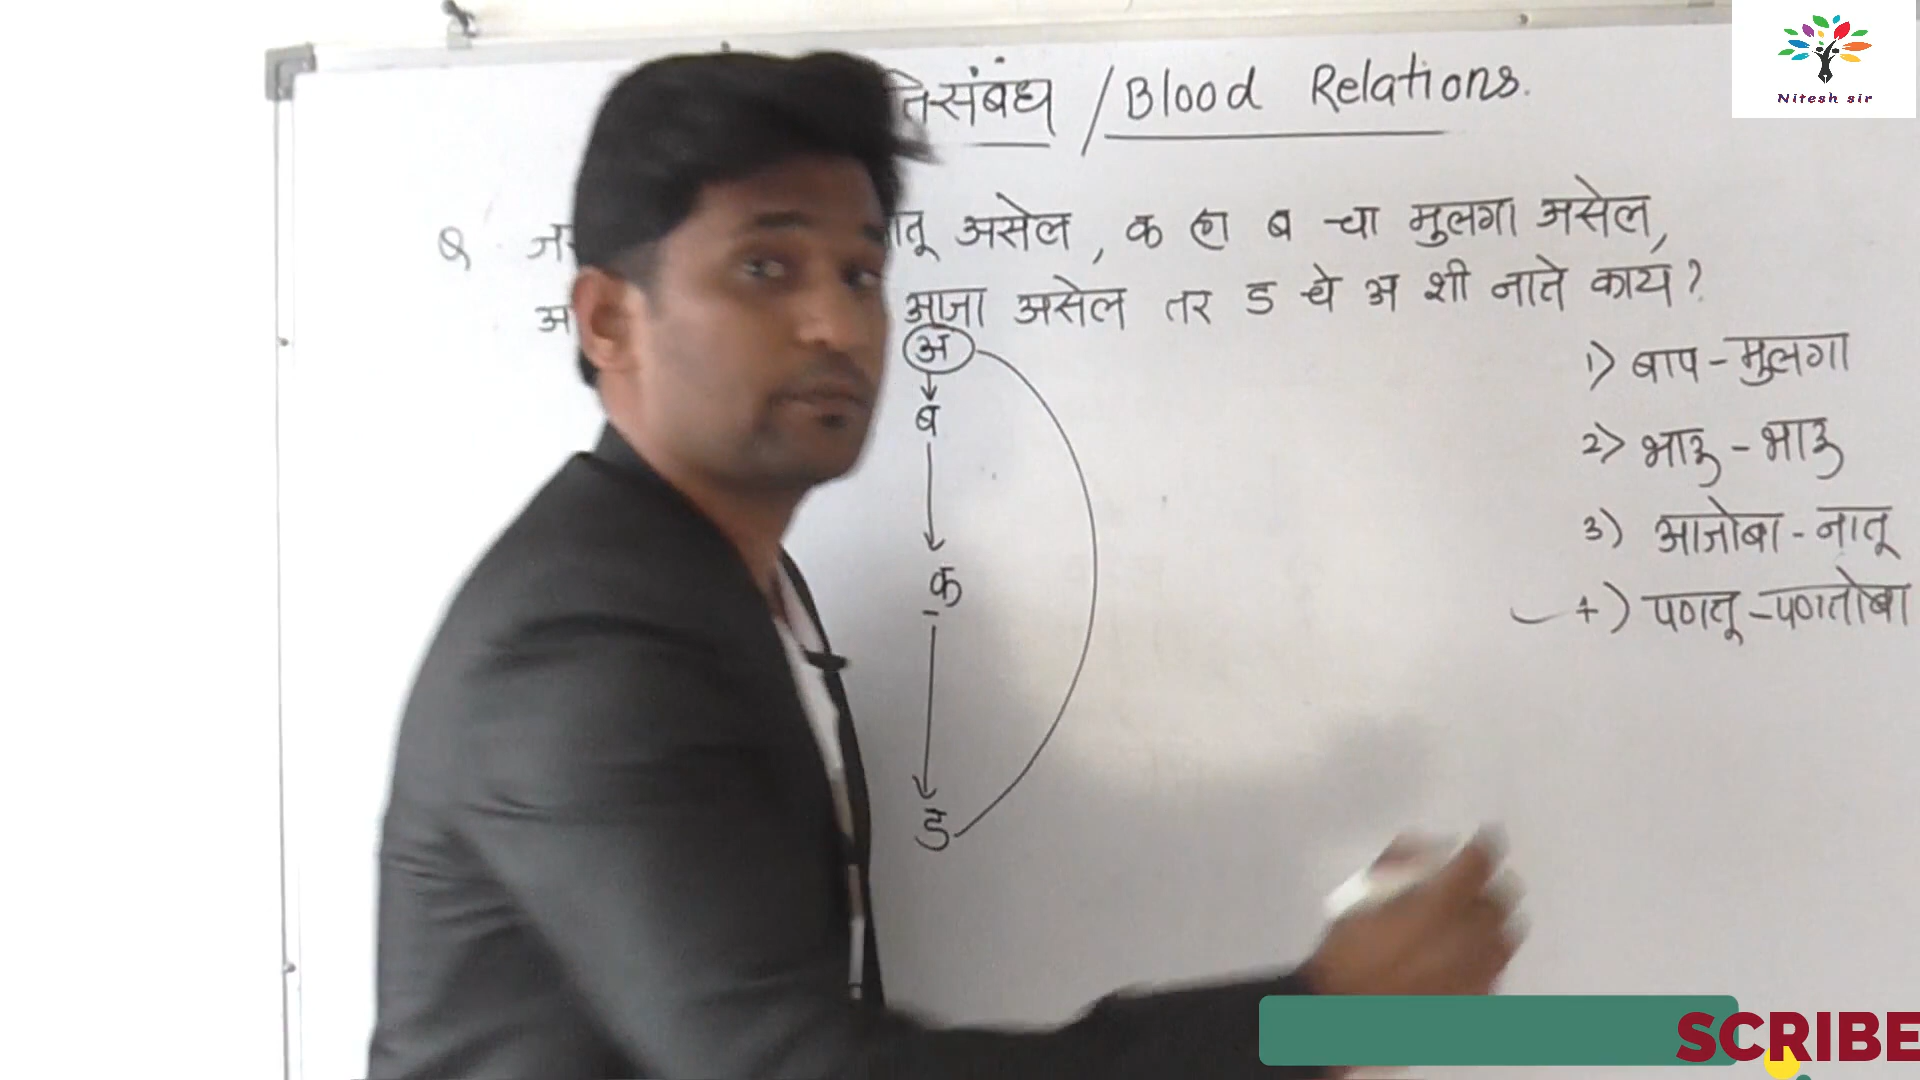 Nitesh sir
संबंध / Blood Relations.
Q. असेल, क हा ब चा मुलगा असेल,
आजा असेल तर ड चे अ शी नाते काय?
अ
ब
क
ड
1) बाप - मुलगा
2) भाऊ - भाऊ
3) आजोबा - नातू
4) पणतू - पणतोबा
SCRIBE